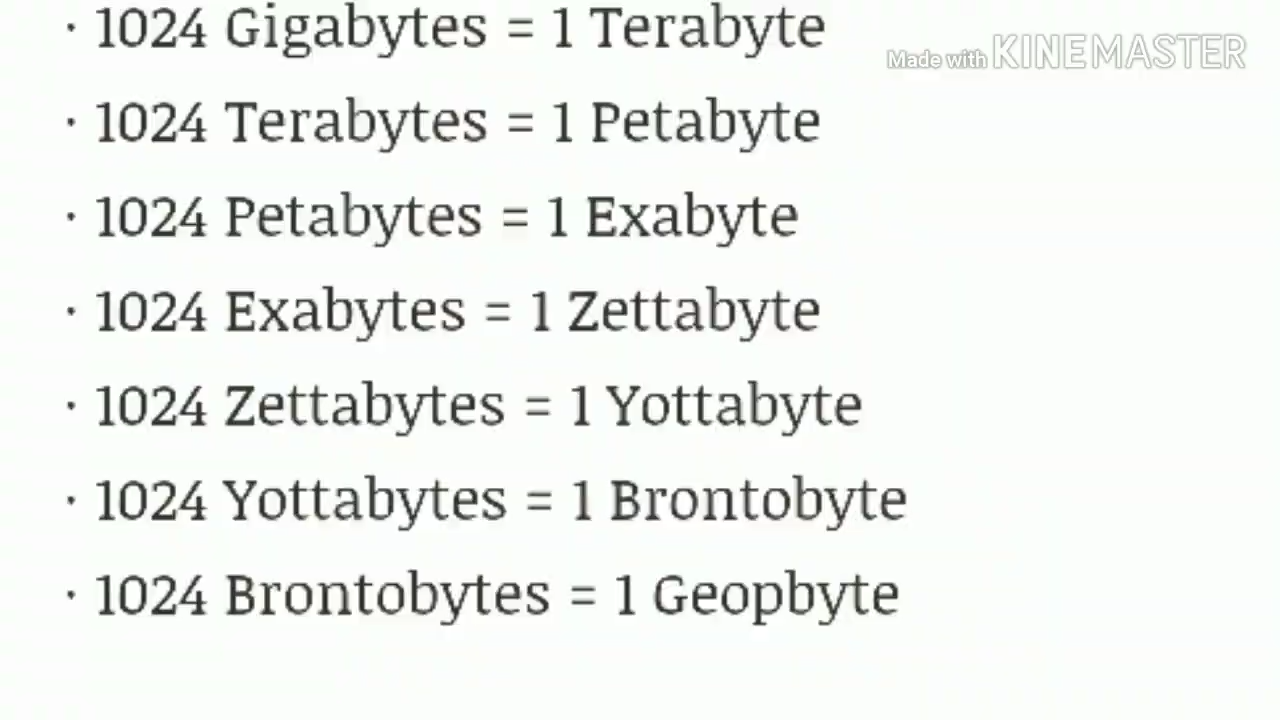 · 1024 Gigabytes = 1 Terabyte
Made with KINEMASTER
· 1024 Terabytes = 1 Petabyte
· 1024 Petabytes = 1 Exabyte
· 1024 Exabytes = 1 Zettabyte
· 1024 Zettabytes = 1 Yottabyte
· 1024 Yottabytes = 1 Brontobyte
· 1024 Brontobytes = 1 Geopbyte